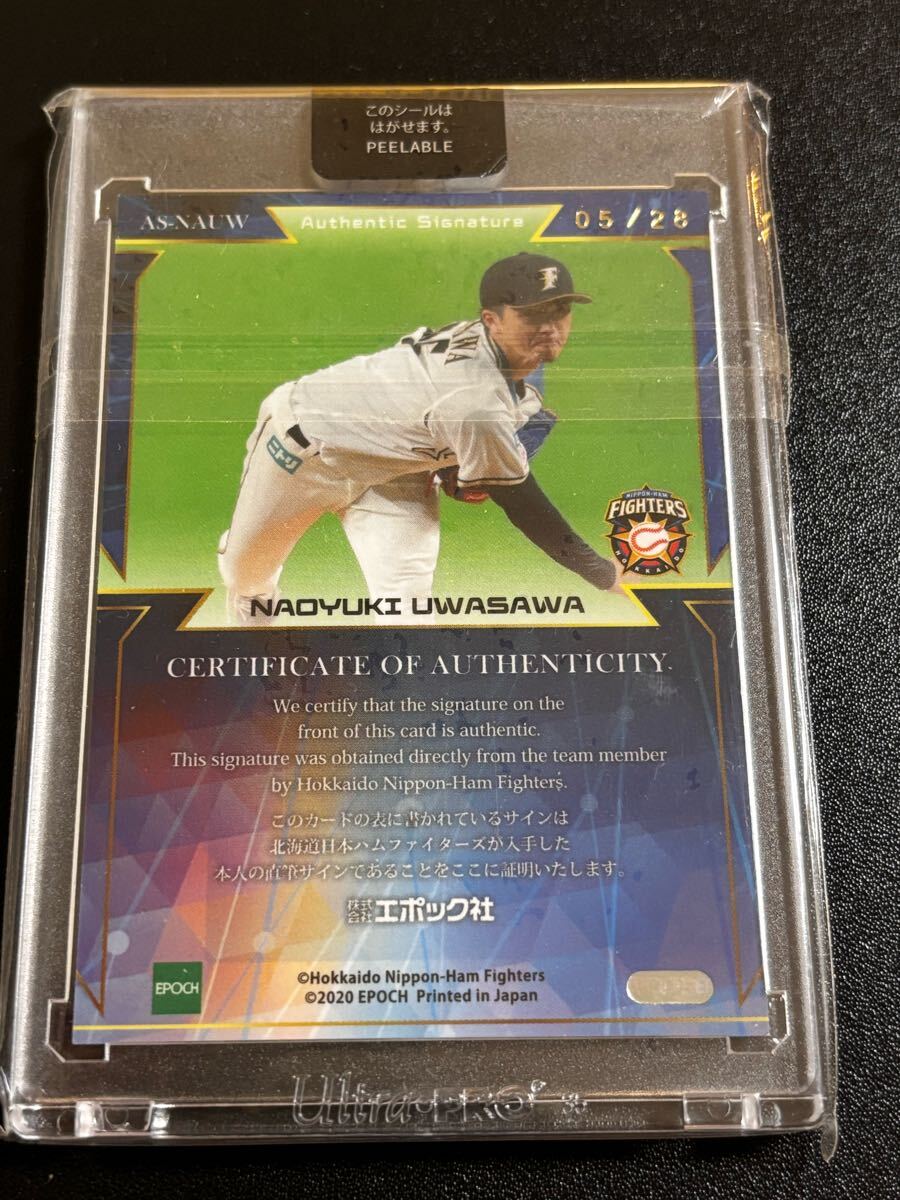 このシールは
はがせます。
PEELABLE
AS-NAUW
Authentic Signature
05/28
F
ニトリ
NIPPON-HAM
FIGHTERS
HOKKAIDO
NAOYUKI UWASAWA
CERTIFICATE OF AUTHENTICITY
We certify that the signature on the
front of this card is authentic.
This signature was obtained directly from the team member
by Hokkaido Nippon-Ham Fighters.
このカードの表に書かれているサインは
北海道日本ハムファイターズが入手した
本人の直筆サインであることをここに証明いたします。
株式会社エポック社
EPOCH
©Hokkaido Nippon-Ham Fighters
©2020 EPOCH Printed in Japan
Ultra PRO